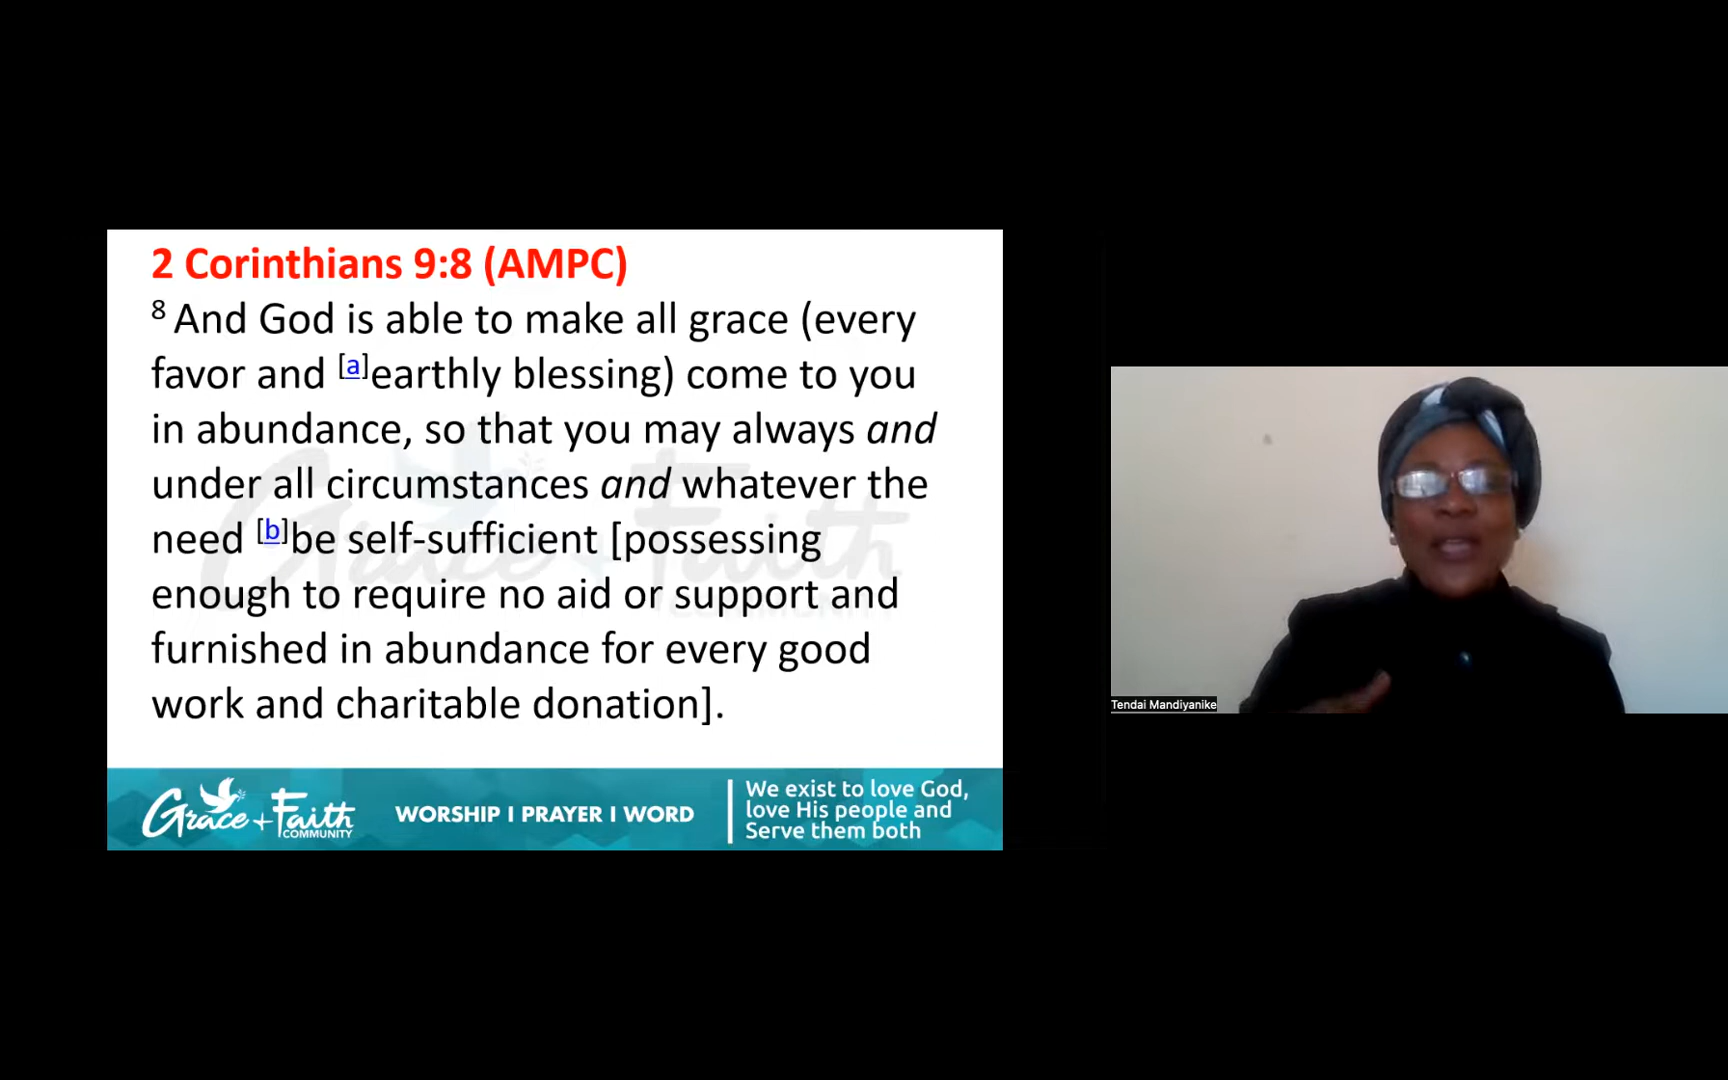 2 Corinthians 9:8 (AMPC)
8 And God is able to make all grace (every
favor and [a]earthly blessing) come to you
in abundance, so that you may always and
under all circumstances and whatever the
need [b]be self-sufficient [possessing
enough to require no aid or support and
furnished in abundance for every good
work and charitable donation].
Grace + Faith
COMMUNITY
Grace + Faith
COMMUNITY
WORSHIP I PRAYER I WORD
We exist to love God,
love His people and
Serve them both
Tendai Mandiyanike